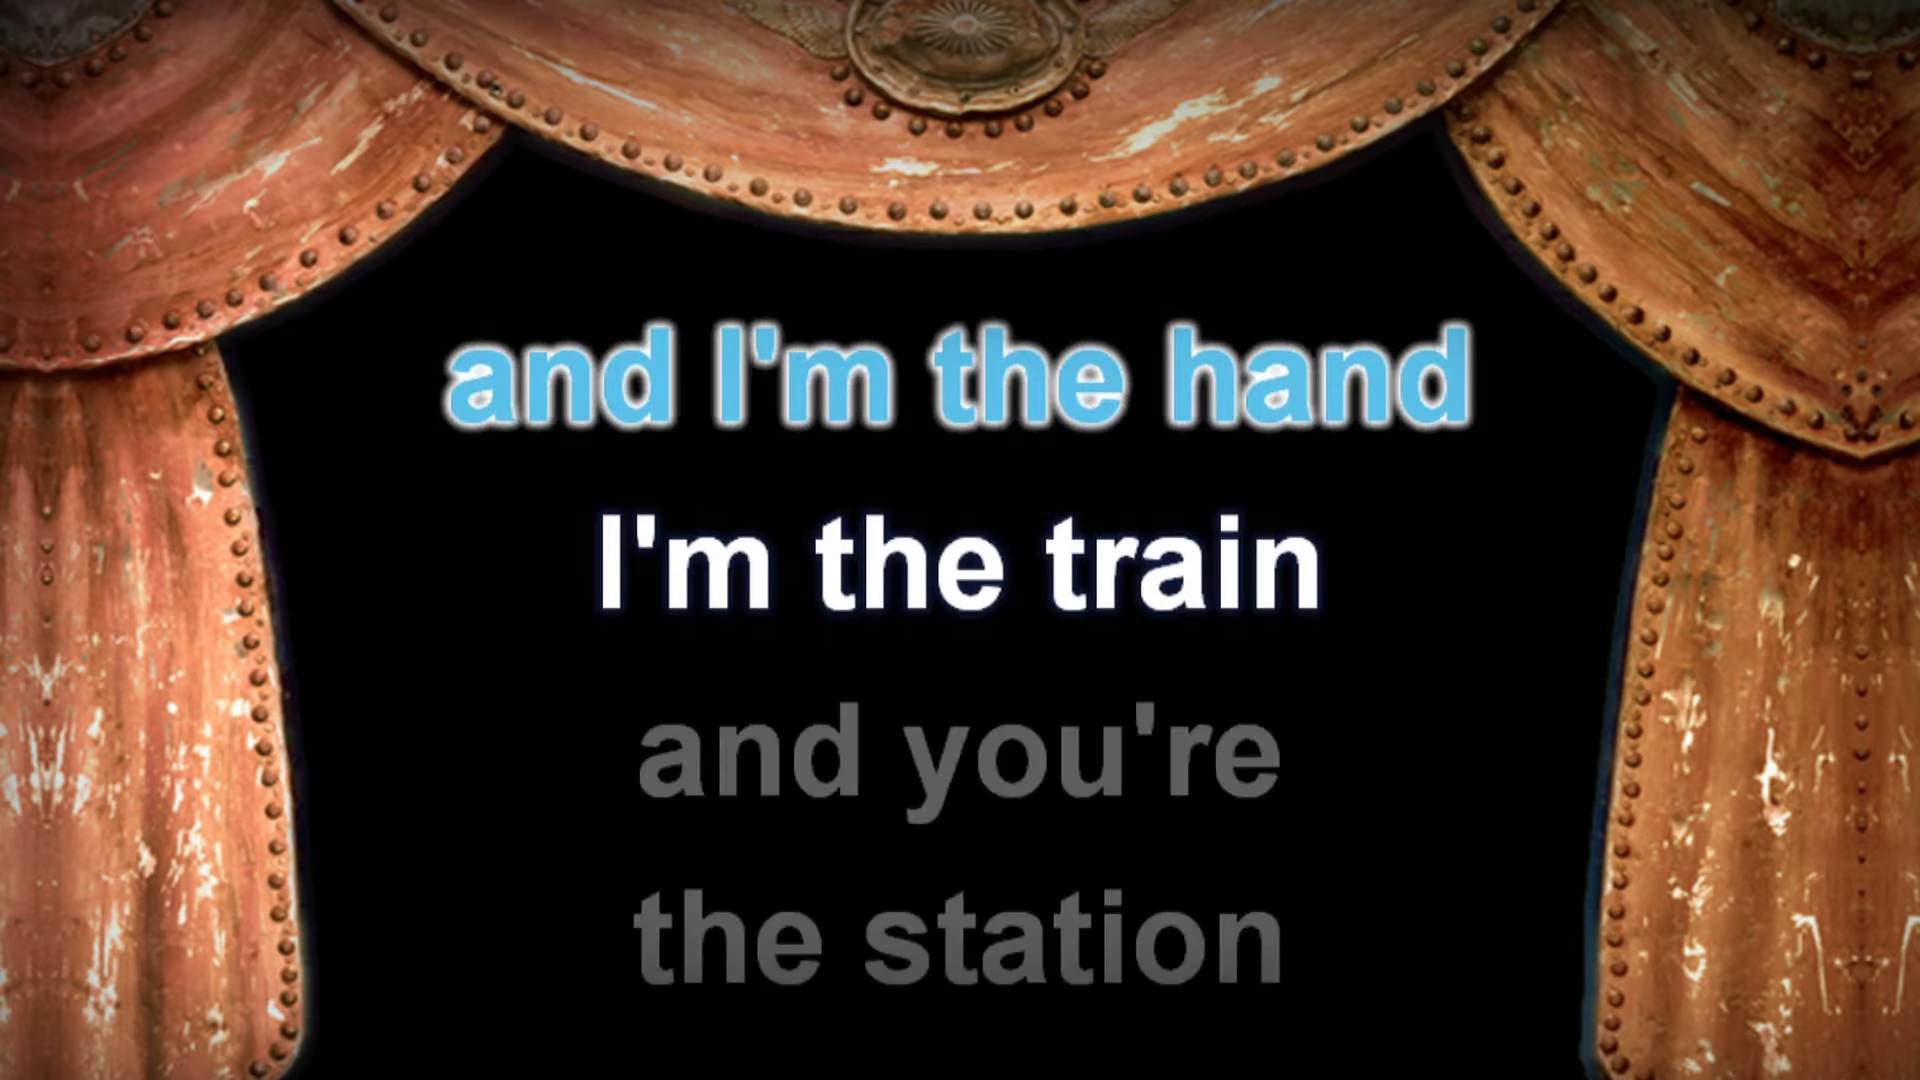 and I'm the hand
I'm the train
and you're
the station